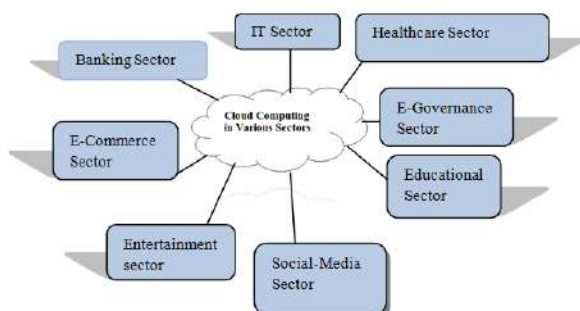 IT Sector
Healthcare Sector
Banking Sector
Cloud Computing
in Various Sectors
E-Governance
Sector
E-Commerce
Sector
Educational
Sector
Entertainment
sector
Social-Media
Sector